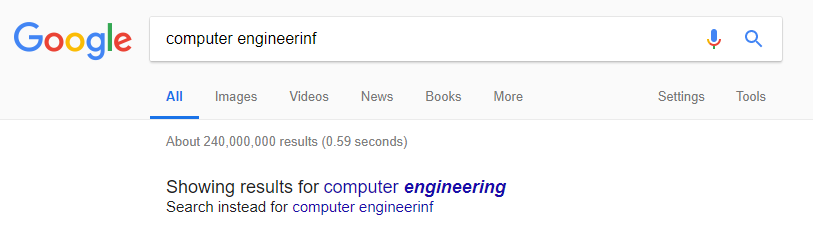 Google computer engineerinf
All Images Videos News Books More Settings Tools
About 240,000,000 results (0.59 seconds)
Showing results for computer engineering
Search instead for computer engineerinf